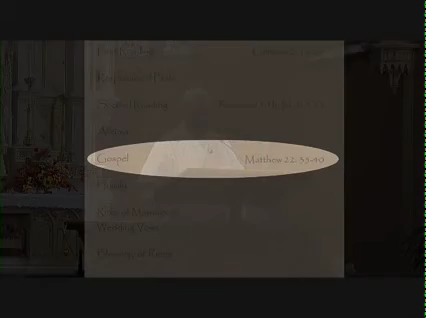 First Reading
Responsorial Psalm
Second Reading
Alleluia
Gospel Matthew 22: 35-40
Homily
Rite of Marriage
Wedding Vows
Blessing of Rings